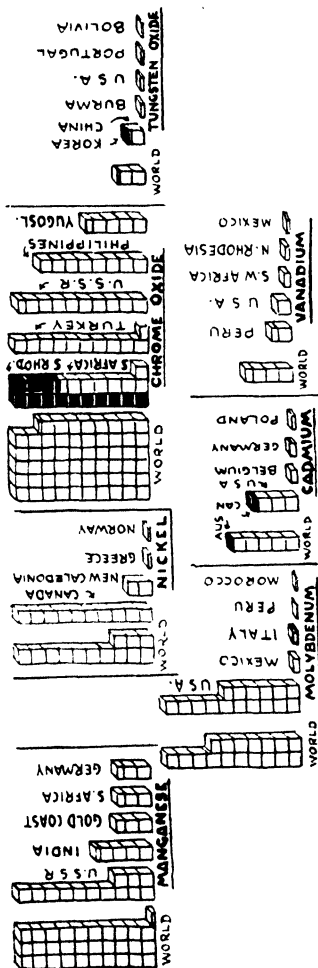 MANGANESE
WORLD
U S S R
INDIA
GOLD COAST
S. AFRICA
GERMANY
MOLYBDENUM
WORLD
U S A.
MEXICO
ITALY
PERU
MOROCCO
NICKEL
WORLD
CANADA
NEW CALEDONIA
GREECE
NORWAY
CADMIUM
WORLD
AUS
CAN
U S A
BELGIUM
GERMANY
POLAND
CHROME OXIDE
WORLD
S AFRICA S RHOD.
TURKEY
U.S.S.R
PHILIPPINES
YUGOSL.
VANADIUM
WORLD
PERU
U S A.
S.W. AFRICA
N. RHODESIA
MEXICO
TUNGSTEN OXIDE
WORLD
KOREA
CHINA
BURMA
U S A.
PORTUGAL
BOLIVIA